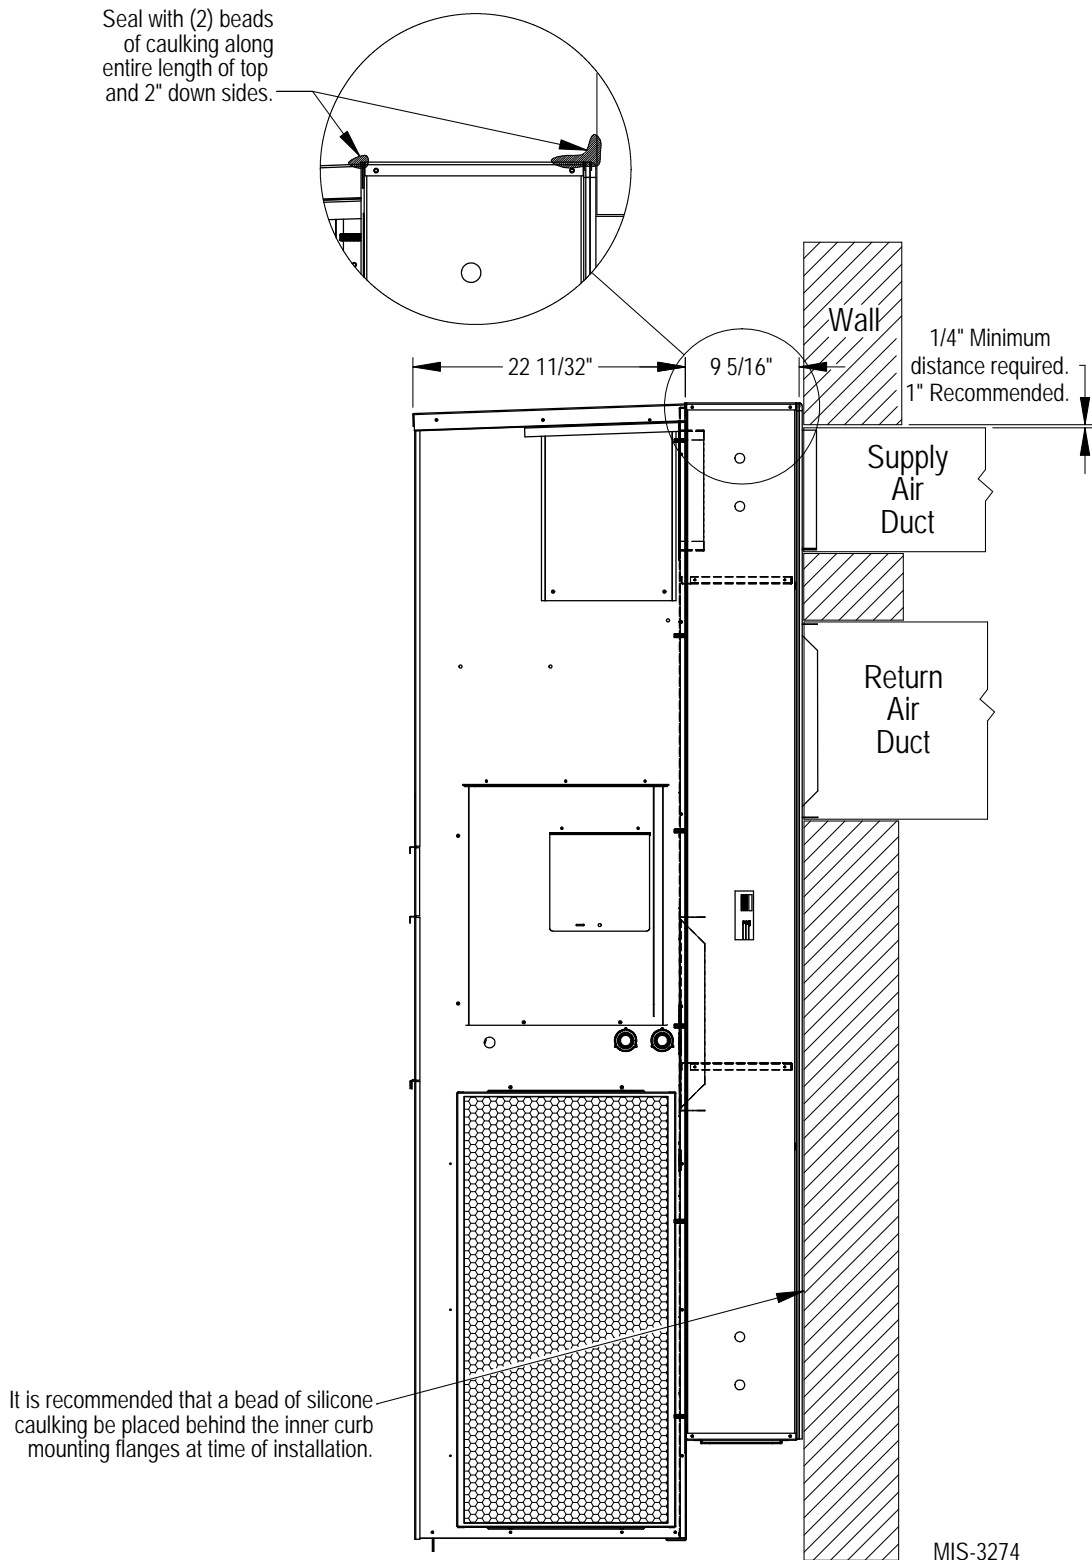 Seal with (2) beads
of caulking along
entire length of top
and 2" down sides.
Wall
1/4" Minimum
distance required.
1" Recommended.
22 11/32"
9 5/16"
Supply
Air
Duct
Return
Air
Duct
It is recommended that a bead of silicone
caulking be placed behind the inner curb
mounting flanges at time of installation.
MIS-3274